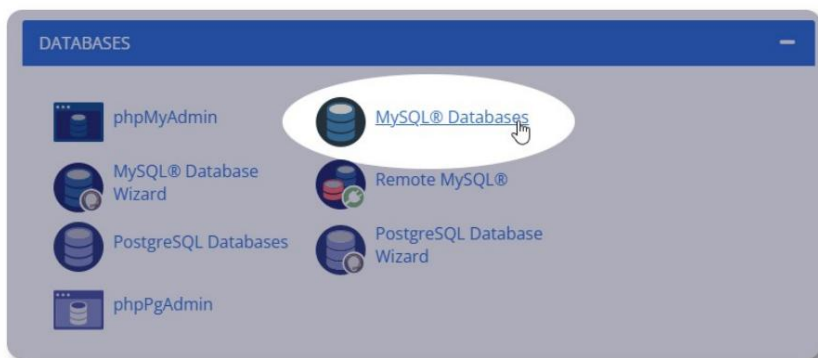 DATABASES
phpMyAdmin
MySQL® Databases
MySQL® Database
Wizard
Remote MySQL®
PostgreSQL Databases
PostgreSQL Database
Wizard
phpPgAdmin